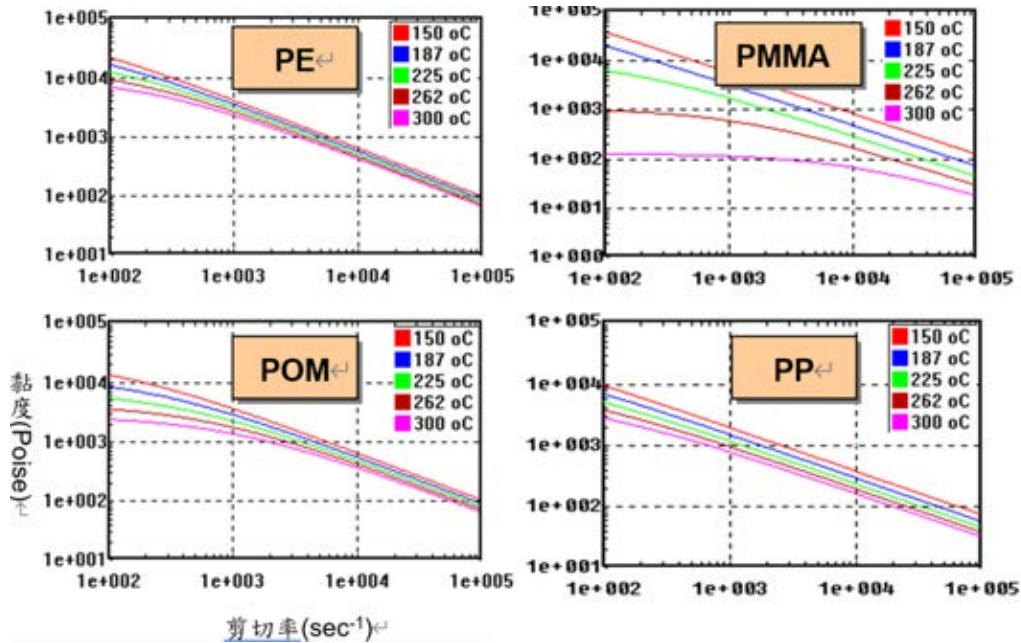 1e+005
1e+004
1e+003
1e+002
1e+001
1e+002 1e+003 1e+004 1e+005
PE↵
150 oC
187 oC
225 oC
262 oC
300 oC
1e+005
1e+004
1e+003
1e+002
1e+001
1e+000
1e+002 1e+003 1e+004 1e+005
PMMA
150 oC
187 oC
225 oC
262 oC
300 oC
黏度(Poise)↵
1e+005
1e+004
1e+003
1e+002
1e+001
1e+002 1e+003 1e+004 1e+005
POM↵
150 oC
187 oC
225 oC
262 oC
300 oC
1e+005
1e+004
1e+003
1e+002
1e+001
1e+002 1e+003 1e+004 1e+005
PP↵
150 oC
187 oC
225 oC
262 oC
300 oC
剪切率(sec⁻¹)↵